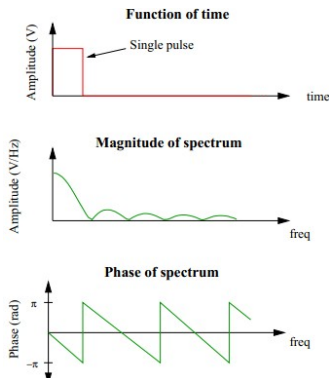 Function of time
Amplitude (V)
Single pulse
time
Magnitude of spectrum
Amplitude (V/Hz)
freq
Phase of spectrum
Phase (rad)
π
−π
freq